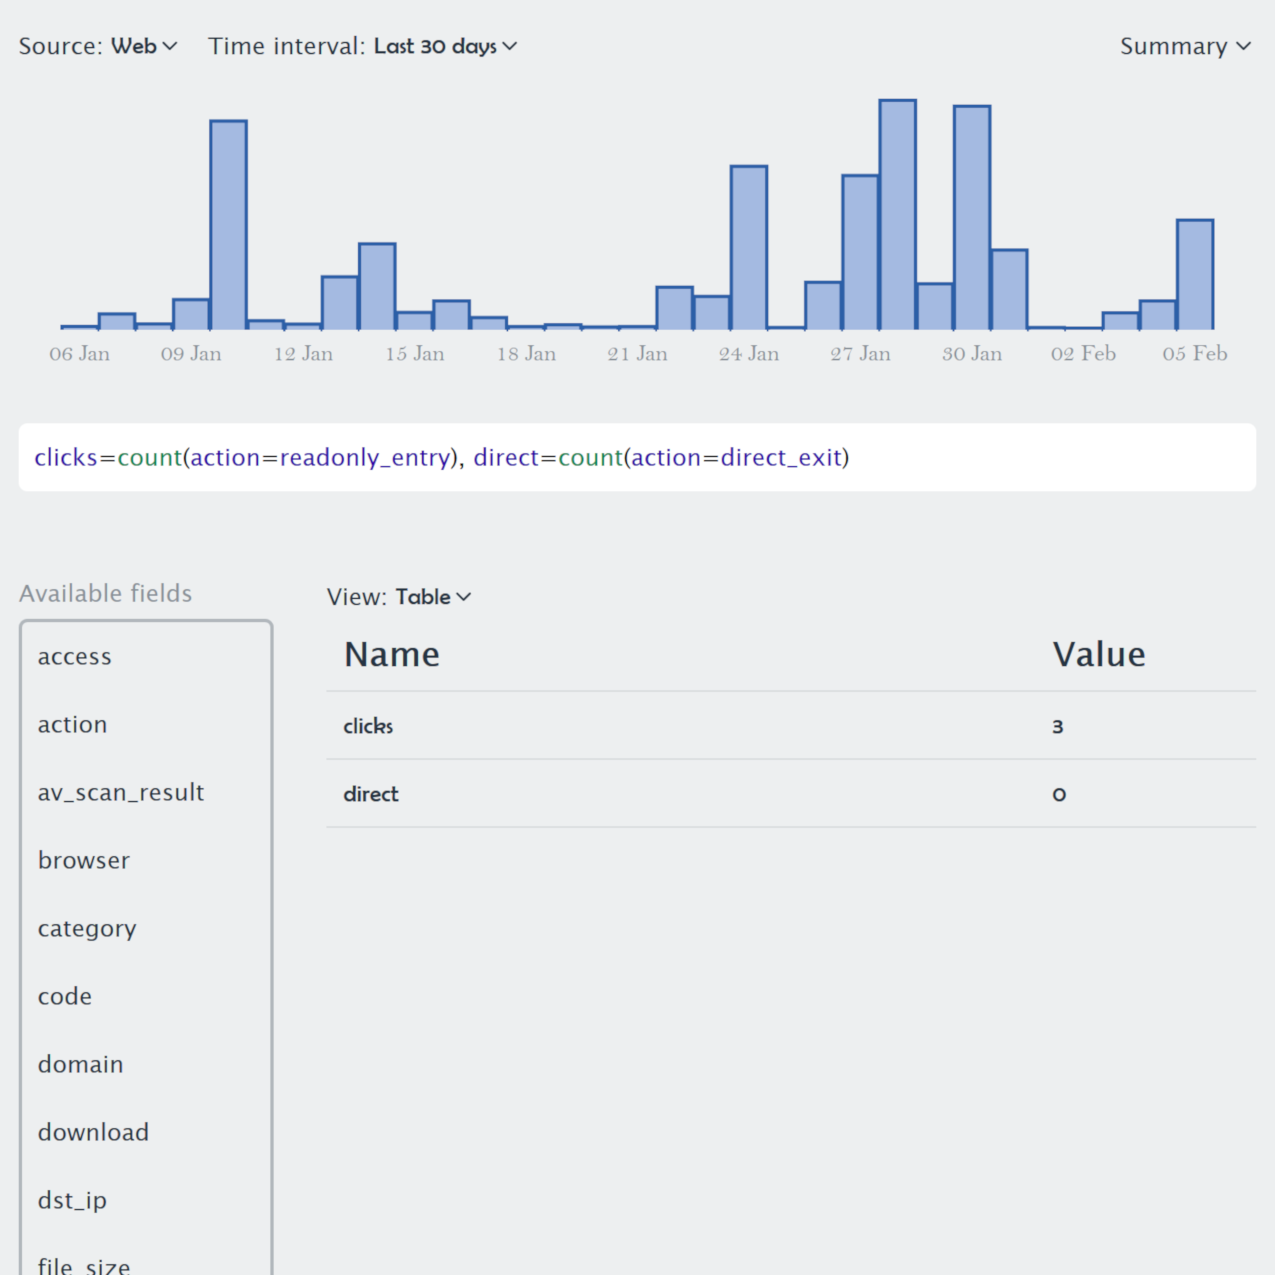 Source: Web Time interval: Last 30 days Summary
06 Jan 09 Jan 12 Jan 15 Jan 18 Jan 21 Jan 24 Jan 27 Jan 30 Jan 02 Feb 05 Feb
clicks=count(action=readonly_entry), direct=count(action=direct_exit)
Available fields
access
action
av_scan_result
browser
category
code
domain
download
dst_ip
file_size
View: Table
Name Value
clicks 3
direct 0